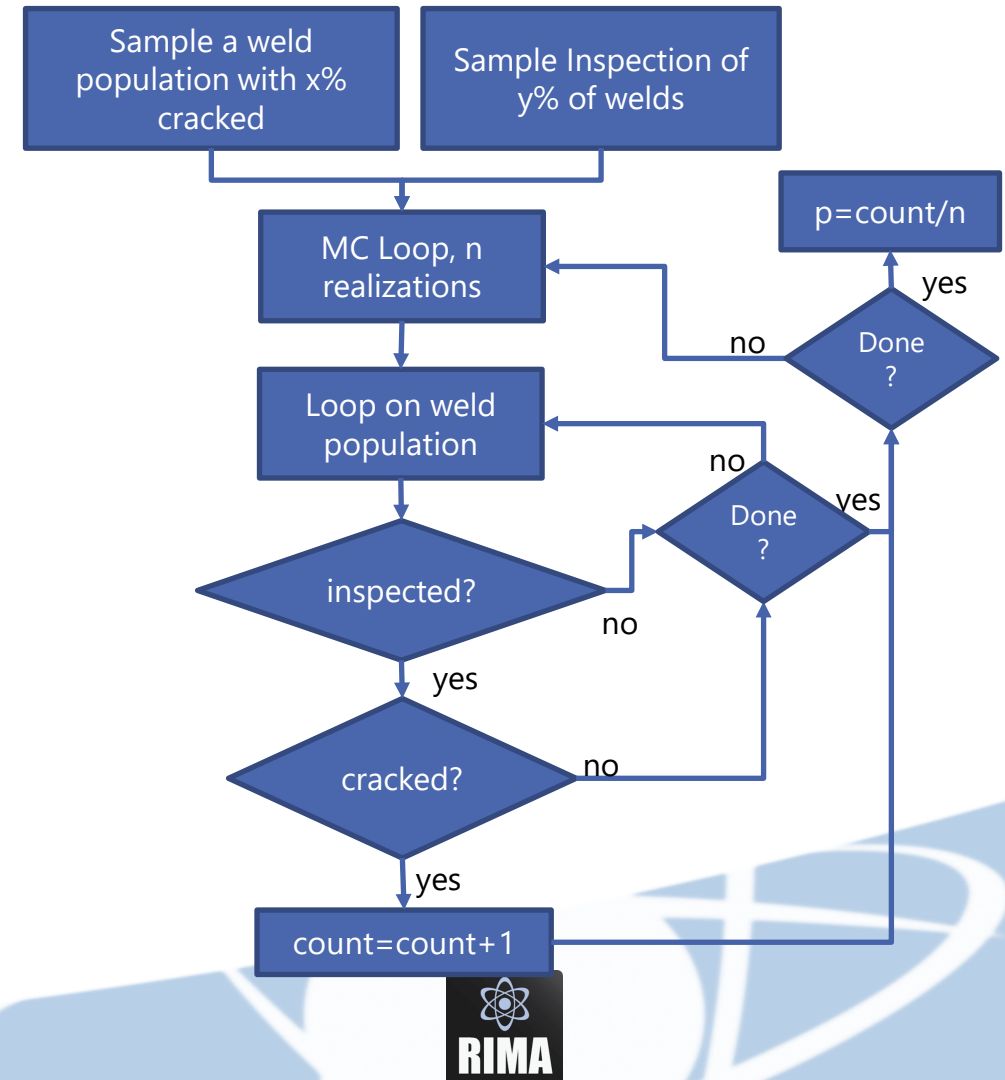 Sample a weld
population with x%
cracked
Sample Inspection of
y% of welds
p=count/n
MC Loop, n
realizations
yes
no
Done
?
Loop on weld
population
no
yes
Done
?
inspected?
no
yes
cracked?
no
yes
count=count+1
RIMA